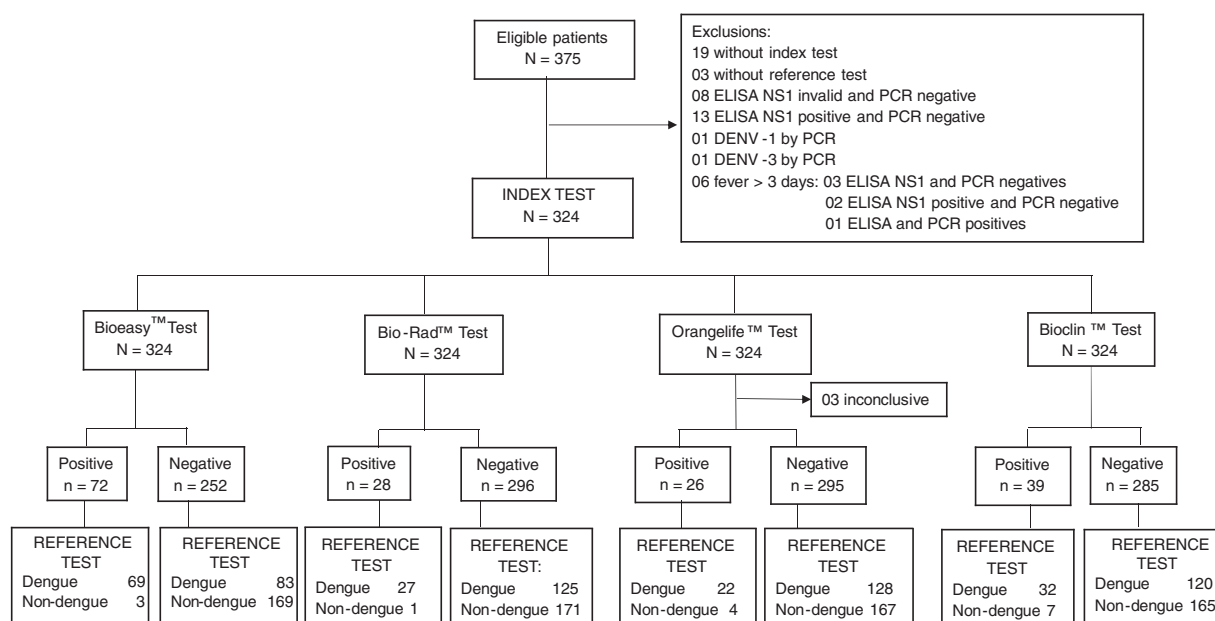 Eligible patients
N = 375
Exclusions:
19 without index test
03 without reference test
08 ELISA NS1 invalid and PCR negative
13 ELISA NS1 positive and PCR negative
01 DENV -1 by PCR
01 DENV -3 by PCR
06 fever > 3 days: 03 ELISA NS1 and PCR negatives
02 ELISA NS1 positive and PCR negative
01 ELISA and PCR positives
INDEX TEST
N = 324
Bioeasy™ Test
N = 324
Bio-Rad™ Test
N = 324
Orangelife™ Test
N = 324
Bioclin ™ Test
N = 324
03 inconclusive
Positive
n = 72
Negative
n = 252
Positive
n = 28
Negative
n = 296
Positive
n = 26
Negative
n = 295
Positive
n = 39
Negative
n = 285
REFERENCE
TEST
Dengue 69
Non-dengue 3
REFERENCE
TEST
Dengue 83
Non-dengue 169
REFERENCE
TEST
Dengue 27
Non-dengue 1
REFERENCE
TEST:
Dengue 125
Non-dengue 171
REFERENCE
TEST
Dengue 22
Non-dengue 4
REFERENCE
TEST
Dengue 128
Non-dengue 167
REFERENCE
TEST
Dengue 32
Non-dengue 7
REFERENCE
TEST
Dengue 120
Non-dengue 165